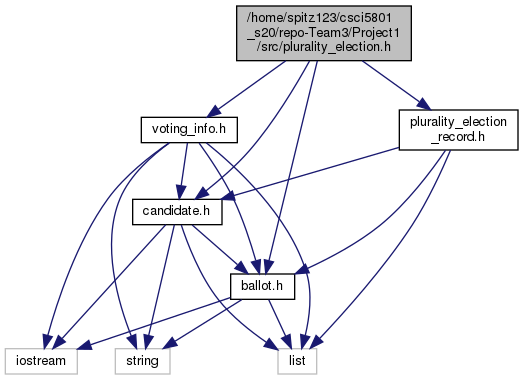 /home/spitz123/csci5801
_s20/repo-Team3/Project1
/src/plurality_election.h
voting_info.h
plurality_election
_record.h
candidate.h
ballot.h
iostream
string
list